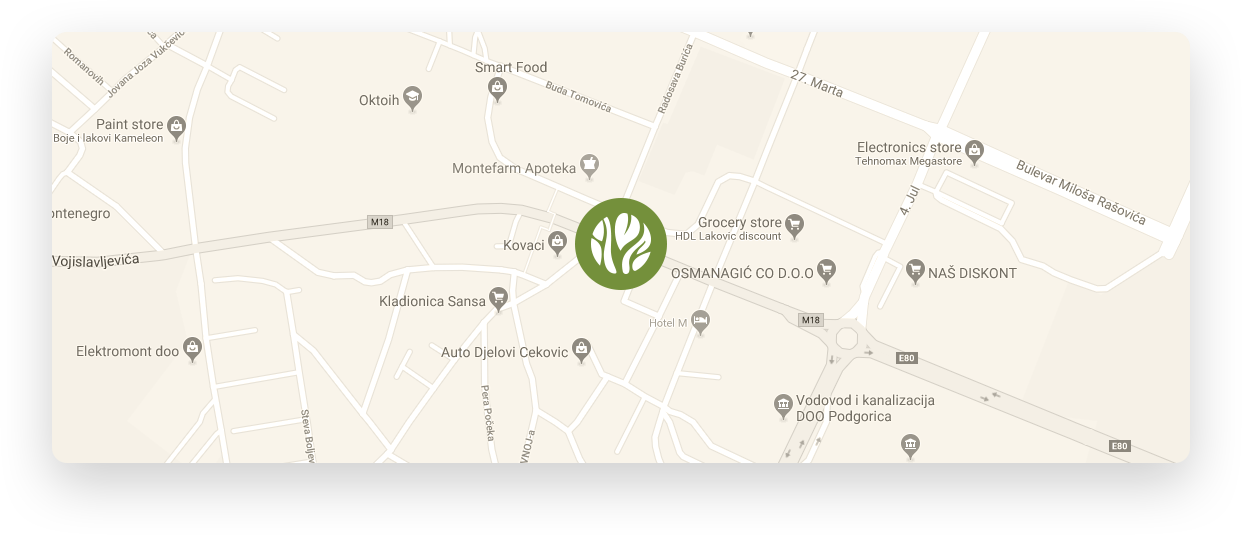 Romanovih
Jovana Joza Vukčevića
Smart Food
Oktoih
Buda Tomovića
Radosava Burića
27. Marta
Paint store
Boje i lakovi Kameleon
Electronics store
Tehnomax Megastore
Montefarm Apoteka
Bulevar Miloša Rašovića
4. Jul
ontenegro
M18
Grocery store
HDL Lakovic discount
Kovaci
Vojislavljevića
OSMANAGIĆ CO D.O.O
NAŠ DISKONT
Kladionica Sansa
Hotel M
M18
Elektromont doo
Auto Djelovi Cekovic
E80
Vodovod i kanalizacija
DOO Podgorica
Pera Počeka
Steva Boljev
VNOJ-a
E80